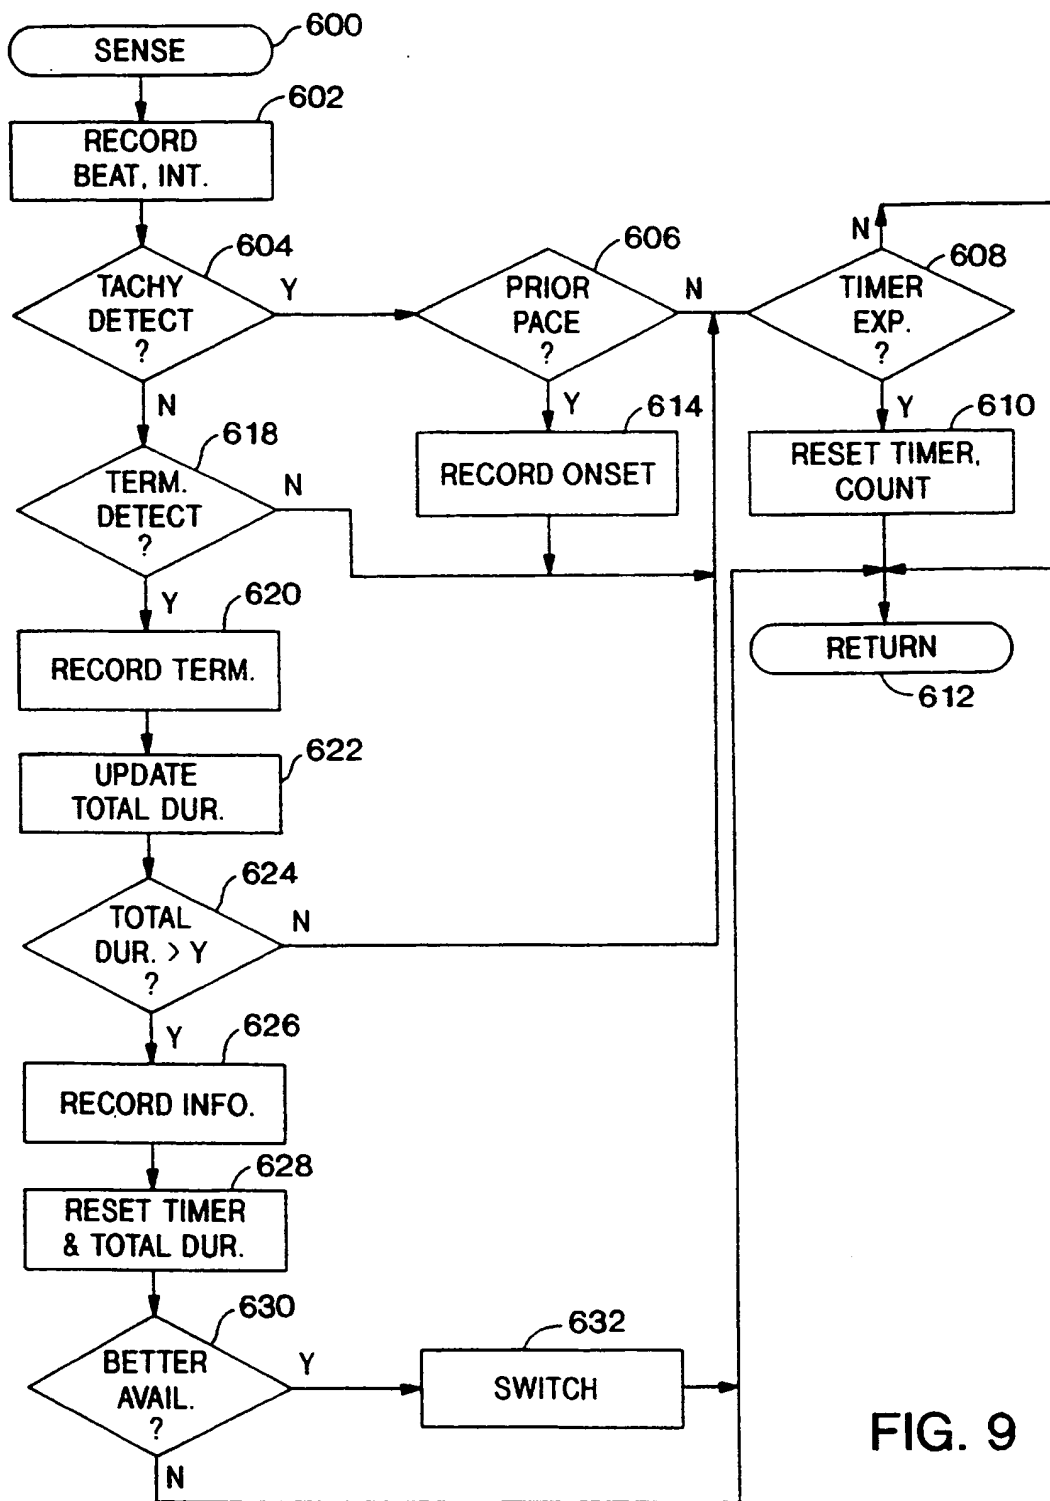 SENSE
600
602
RECORD
BEAT, INT.
604
TACHY
DETECT
?
Y
N
606
PRIOR
PACE
?
N
Y
608
N
TIMER
EXP.
?
Y
610
RESET TIMER,
COUNT
614
RECORD ONSET
618
TERM.
DETECT
?
N
Y
RETURN
612
620
RECORD TERM.
622
UPDATE
TOTAL DUR.
624
TOTAL
DUR. > Y
?
N
Y
626
RECORD INFO.
628
RESET TIMER
& TOTAL DUR.
630
BETTER
AVAIL.
?
Y
N
632
SWITCH
FIG. 9